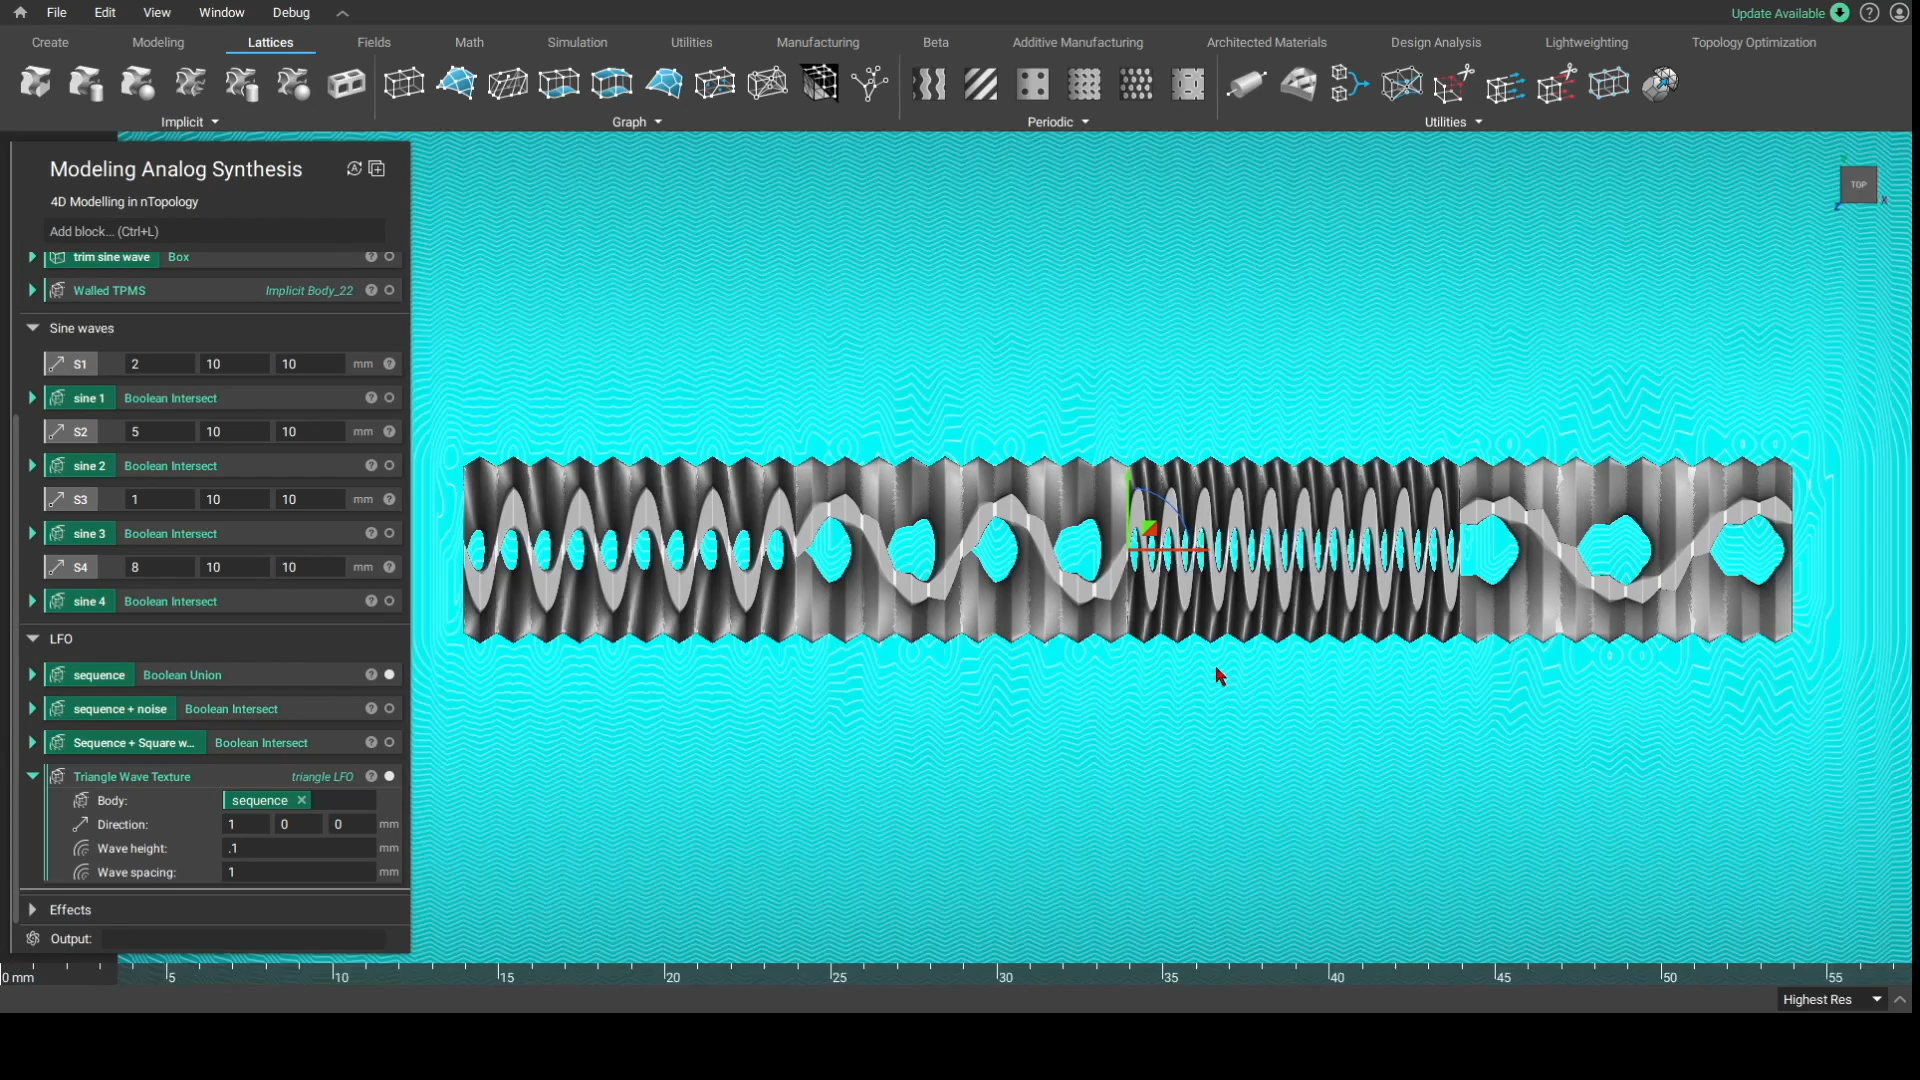 File Edit View Window Debug
Update Available
Create Modeling Lattices Fields Math Simulation Utilities Manufacturing Beta Additive Manufacturing Architected Materials Design Analysis Lightweighting Topology Optimization
Implicit Graph Periodic Utilities
Modeling Analog Synthesis
4D Modelling in nTopology
Add block... (Ctrl+L)
trim sine wave Box
Walled TPMS Implicit Body_22
Sine waves
S1 2 10 10 mm
sine 1 Boolean Intersect
S2 5 10 10 mm
sine 2 Boolean Intersect
S3 1 10 10 mm
sine 3 Boolean Intersect
S4 8 10 10 mm
sine 4 Boolean Intersect
LFO
sequence Boolean Union
sequence + noise Boolean Intersect
Sequence + Square w... Boolean Intersect
Triangle Wave Texture triangle LFO
Body: sequence
Direction: 1 0 0 mm
Wave height: .1 mm
Wave spacing: 1 mm
Effects
Output:
TOP
X
Z
0 mm 5 10 15 20 25 30 35 40 45 50 55
Highest Res